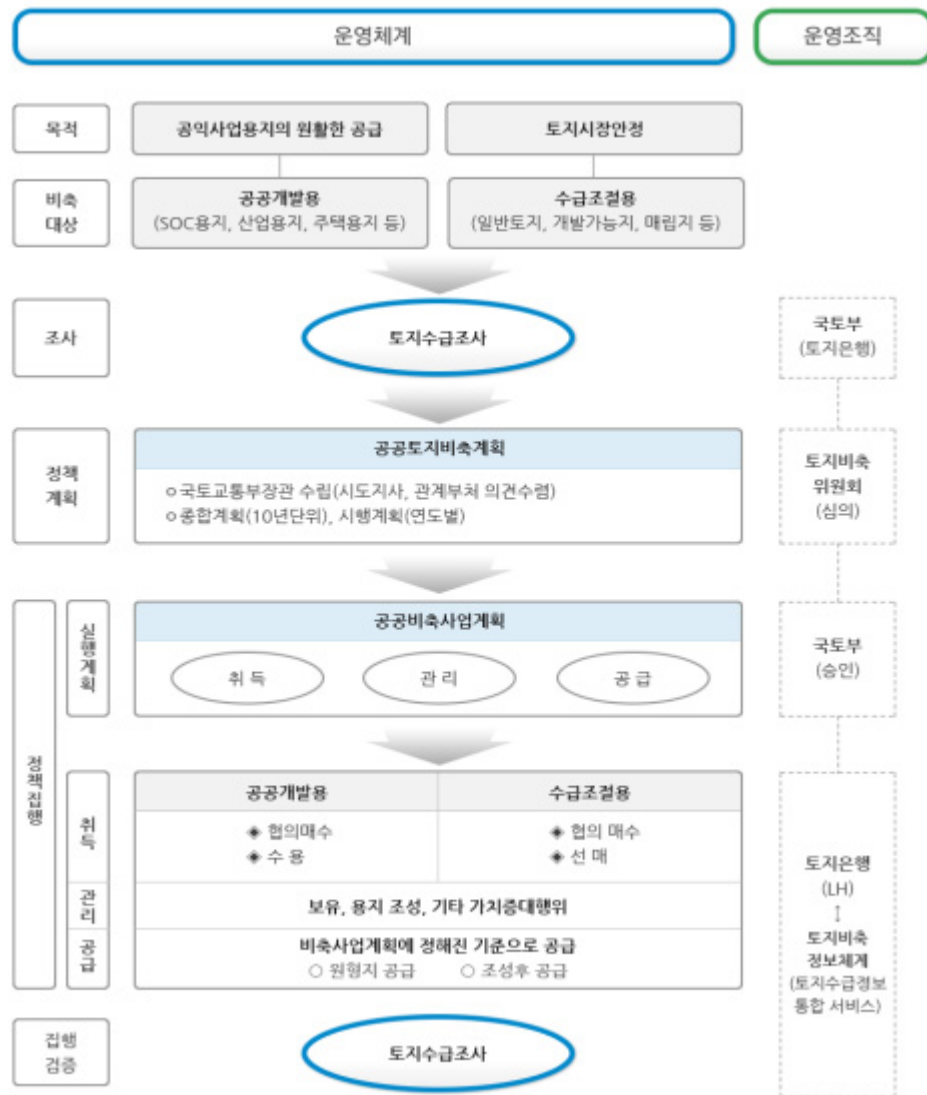 운영체계
운영조직
목적
공익사업용지의 원활한 공급
토지시장안정
비축
대상
공공개발용
(SOC용지, 산업용지, 주택용지 등)
수급조절용
(일반토지, 개발가능지, 매립지 등)
조사
토지수급조사
국토부
(토지은행)
정책
계획
공공토지비축계획
ㅇ국토교통부장관 수립(시도지사, 관계부처 의견수렴)
ㅇ종합계획(10년단위), 시행계획(연도별)
토지비축
위원회
(심의)
정책집행
실행계획
공공비축사업계획
취 득
관 리
공 급
국토부
(승인)
취득
공공개발용
수급조절용
◈ 협의매수
◈ 수 용
◈ 협의 매수
◈ 선 매
관리
보유, 용지 조성, 기타 가치증대행위
공급
비축사업계획에 정해진 기준으로 공급
○ 원형지 공급
○ 조성후 공급
토지은행
(LH)
↕
토지비축
정보체계
(토지수급정보
통합 서비스)
집행
검증
토지수급조사